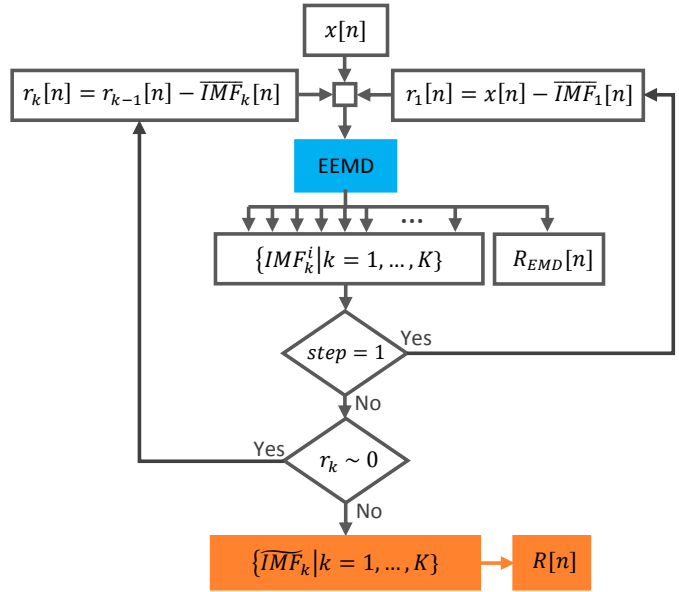 x[n]
r_k[n] = r_{k−1}[n] − \overline{IMF}_k[n]
r_1[n] = x[n] − \overline{IMF}_1[n]
EEMD
...
{IMF_k^i|k = 1, ..., K}
R_{EMD}[n]
step = 1
Yes
No
Yes
r_k ~ 0
No
{\widetilde{IMF}_k|k = 1, ..., K}
R[n]